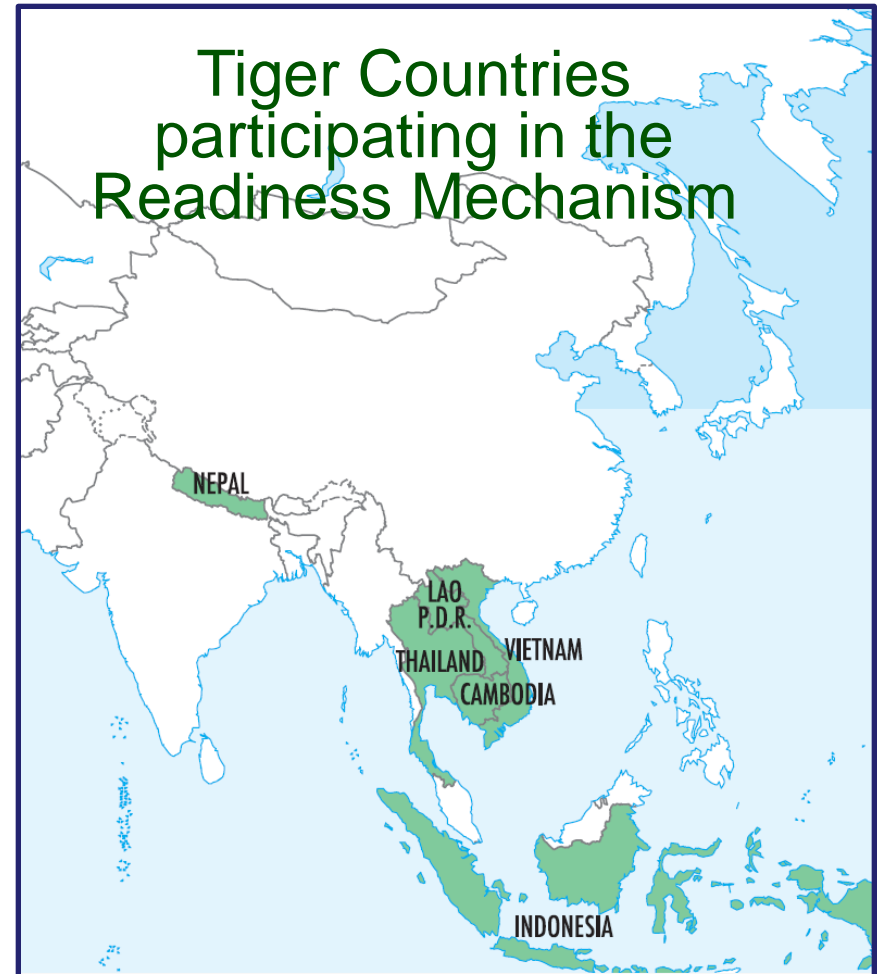 Tiger Countries
participating in the
Readiness Mechanism
NEPAL
LAO
P.D.R.
VIETNAM
THAILAND
CAMBODIA
INDONESIA